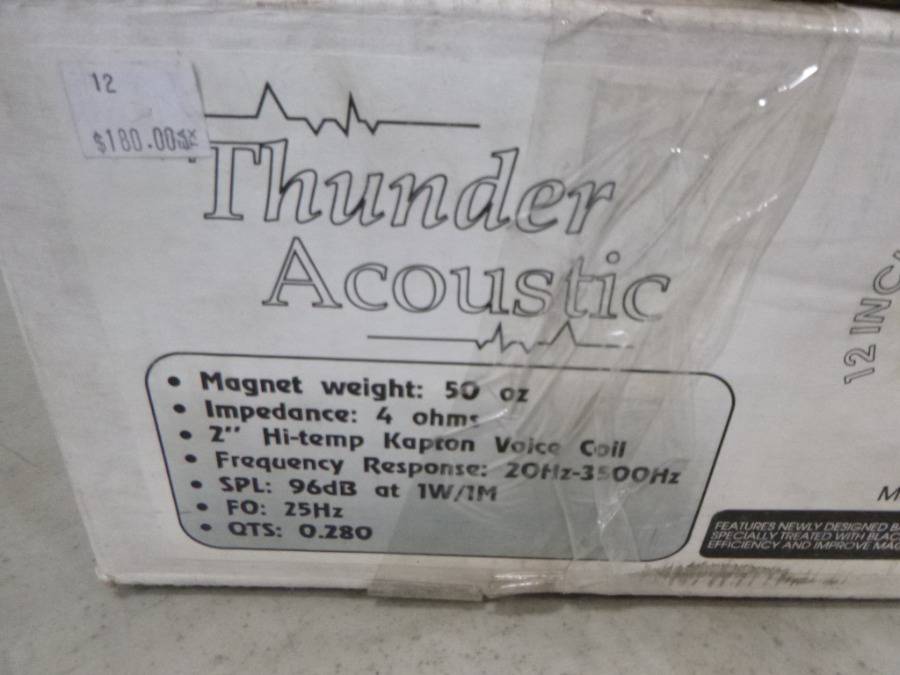 12
$180.00
Thunder
Acoustic
• Magnet weight: 50 oz
• Impedance: 4 ohms
• 2" Hi-temp Kapton Voice Coil
• Frequency Response: 20Hz-3500Hz
• SPL: 96dB at 1W/1M
• FO: 25Hz
• QTS: 0.280
12 INC
M
FEATURES NEWLY DESIGNED B
SPECIALLY TREATED WITH BLAC
EFFICIENCY AND IMPROVE MAG